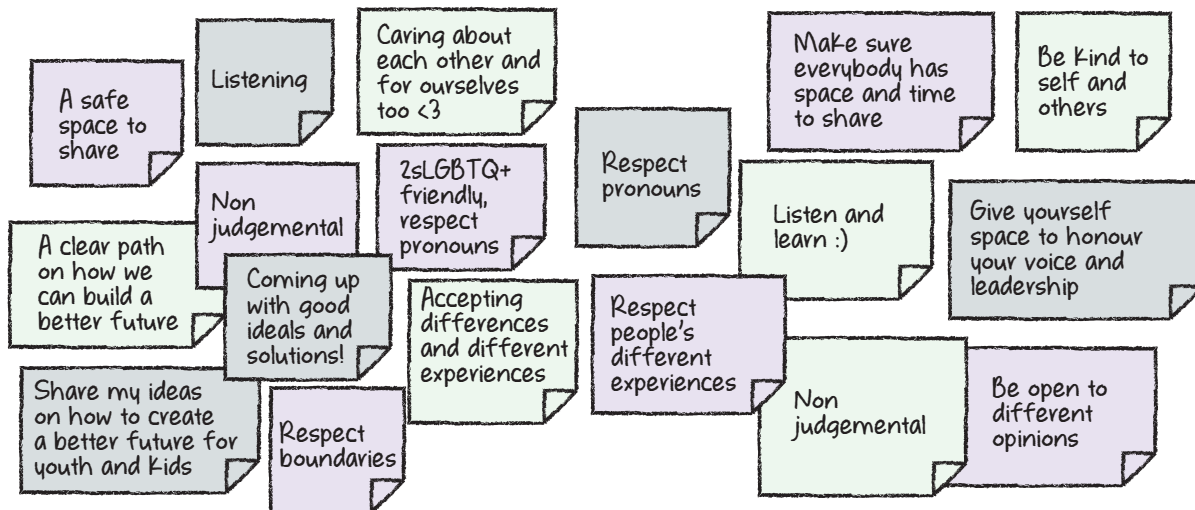 A safe
space to
share
Listening
Caring about
each other and
for ourselves
too <3
Non
judgemental
2sLGBTQ+
friendly,
respect
pronouns
A clear path
on how we
can build a
better future
Coming up
with good
ideals and
solutions!
Accepting
differences
and different
experiences
Share my ideas
on how to create
a better future for
youth and kids
Respect
boundaries
Respect
pronouns
Make sure
everybody has
space and time
to share
Be kind to
self and
others
Listen and
learn :)
Give yourself
space to honour
your voice and
leadership
Respect
people's
different
experiences
Non
judgemental
Be open to
different
opinions